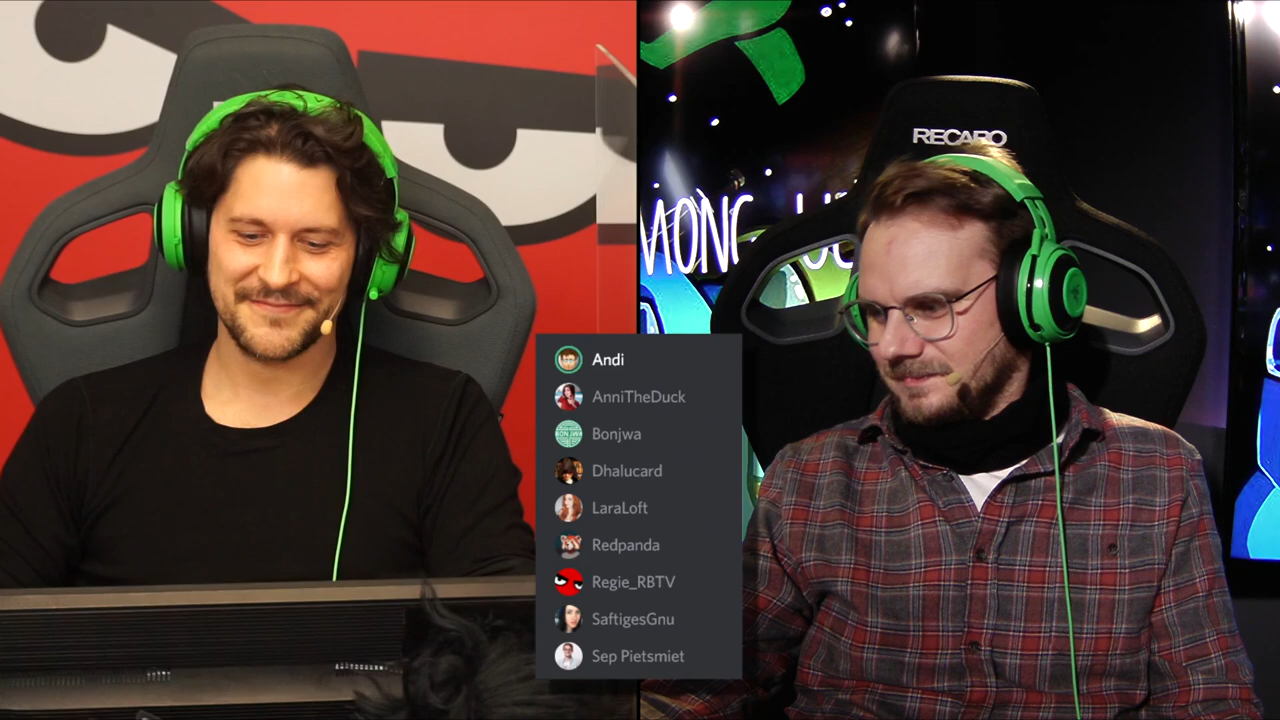 RECARO
Andi
AnniTheDuck
Bonjwa
Dhalucard
LaraLoft
Redpanda
Regie_RBTV
SaftigesGnu
Sep Pietsmiet